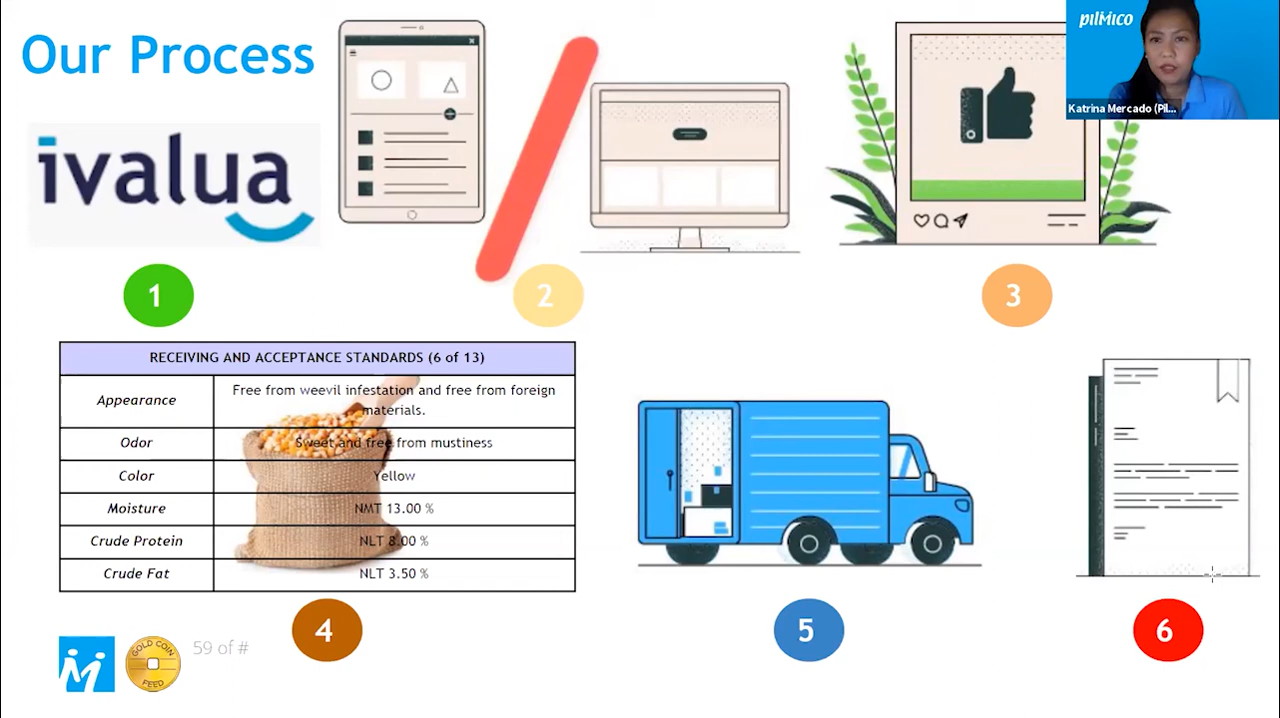 Our Process
PILMICO
Katrina Mercado (Pil...
ivalua
1
2
3
RECEIVING AND ACCEPTANCE STANDARDS (6 of 13)
Appearance
Free from weevil infestation and free from foreign
materials.
Odor
Sweet and free from mustiness
Color
Yellow
Moisture
NMT 13.00 %
Crude Protein
NLT 8.00 %
Crude Fat
NLT 3.50 %
4
5
6
GOLD COIN
FEED
59 of #